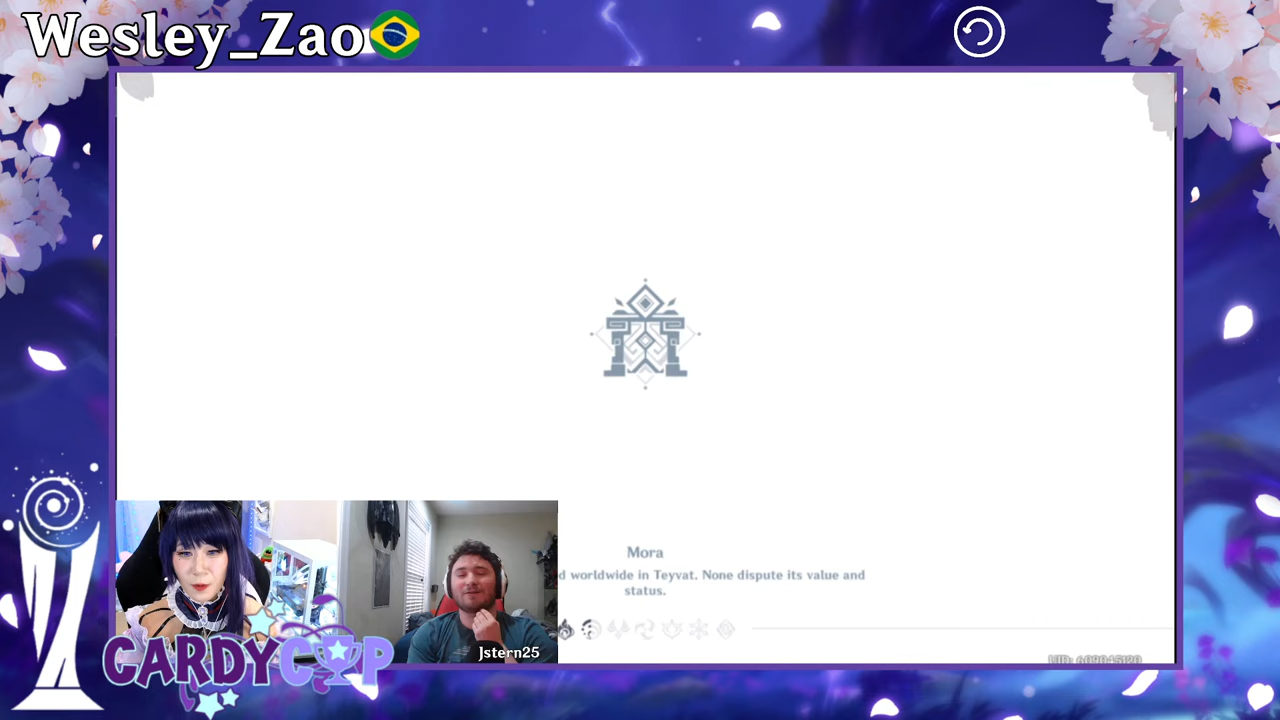 Wesley_Zao
Mora
d worldwide in Teyvat. None dispute its value and
status.
Jstern25
CARDYCUP